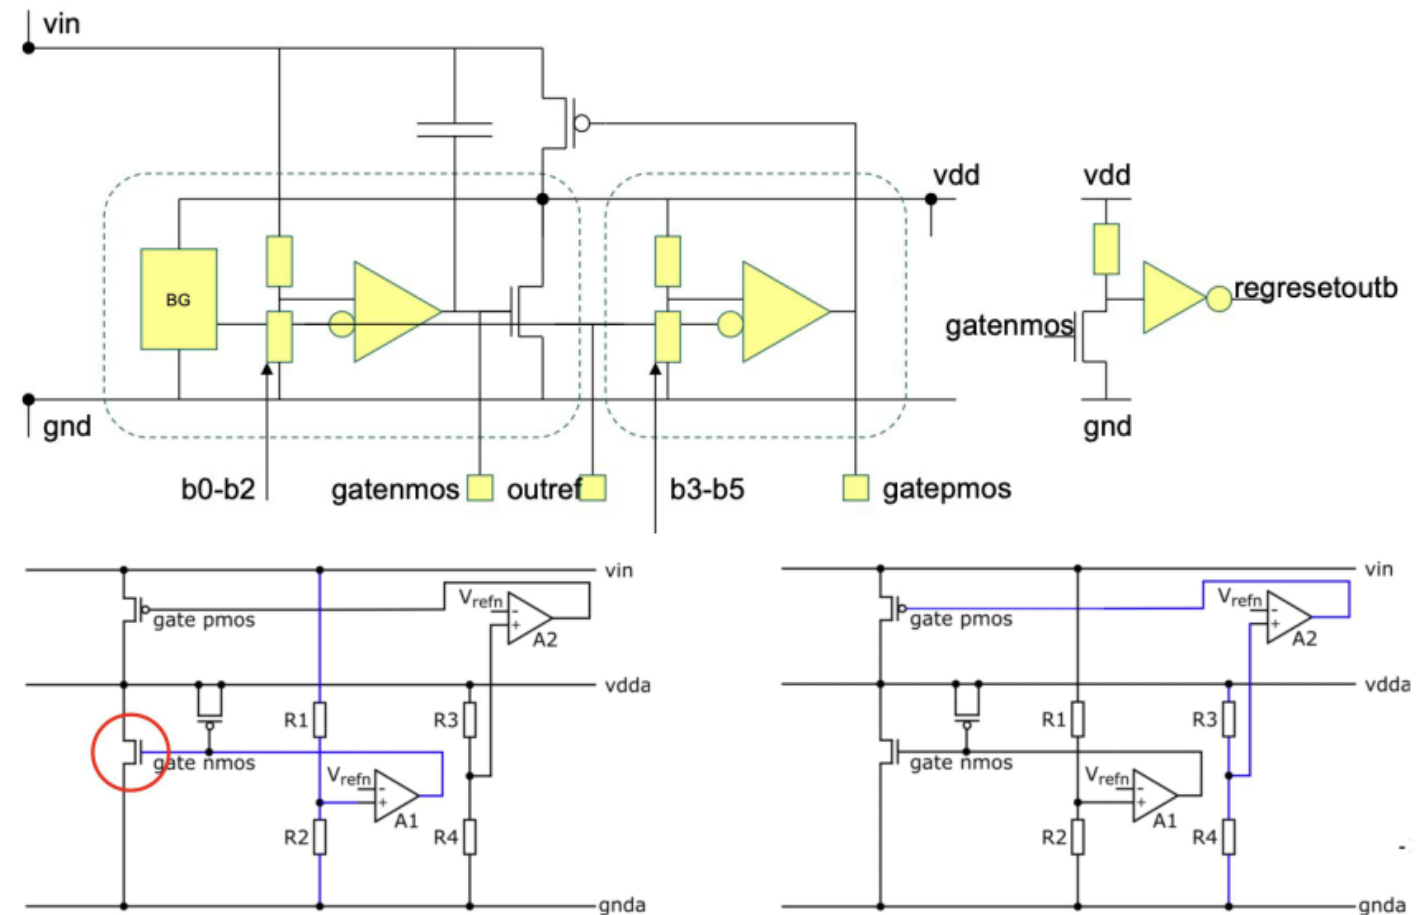 vin
vdd
vdd
BG
regresetoutb
gatenmos
gnd
gnd
b0-b2
gatenmos
outref
b3-b5
gatepmos
vin
Vrefn
-
+
A2
gate pmos
vdda
R1
R3
gate nmos
Vrefn
-
+
A1
R2
R4
gnda
vin
Vrefn
-
+
A2
gate pmos
vdda
R1
R3
gate nmos
Vrefn
-
+
A1
R2
R4
-
gnda